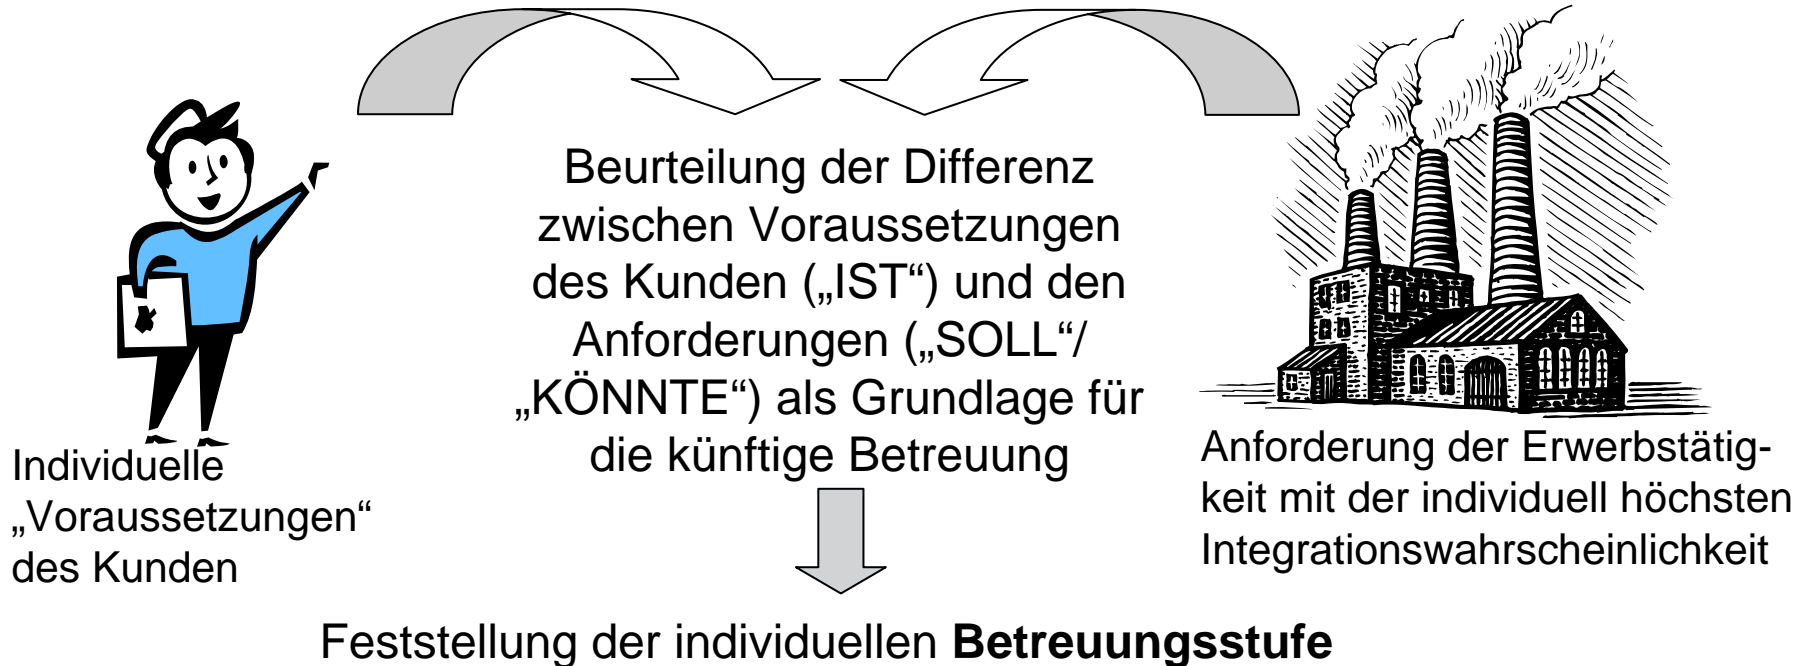 Beurteilung der Differenz
zwischen Voraussetzungen
des Kunden („IST“) und den
Anforderungen („SOLL“/
„KÖNNTE“) als Grundlage für
die künftige Betreuung
Individuelle
„Voraussetzungen“
des Kunden
Anforderung der Erwerbstätig-
keit mit der individuell höchsten
Integrationswahrscheinlichkeit
Feststellung der individuellen Betreuungsstufe